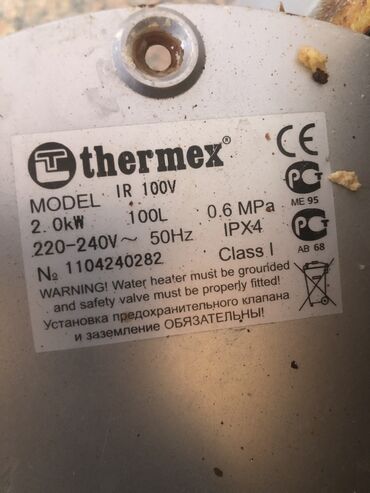 thermex®
CE
MODEL IR 100V
2.0kW 100L 0.6 MPa
ME 95
220-240V~ 50Hz IPX4
№ 1104240282 Class I
AB 68
WARNING! Water heater must be grounded
and safety valve must be properly fitted!
Установка предохранительного клапана
и заземление ОБЯЗАТЕЛЬНЫ!